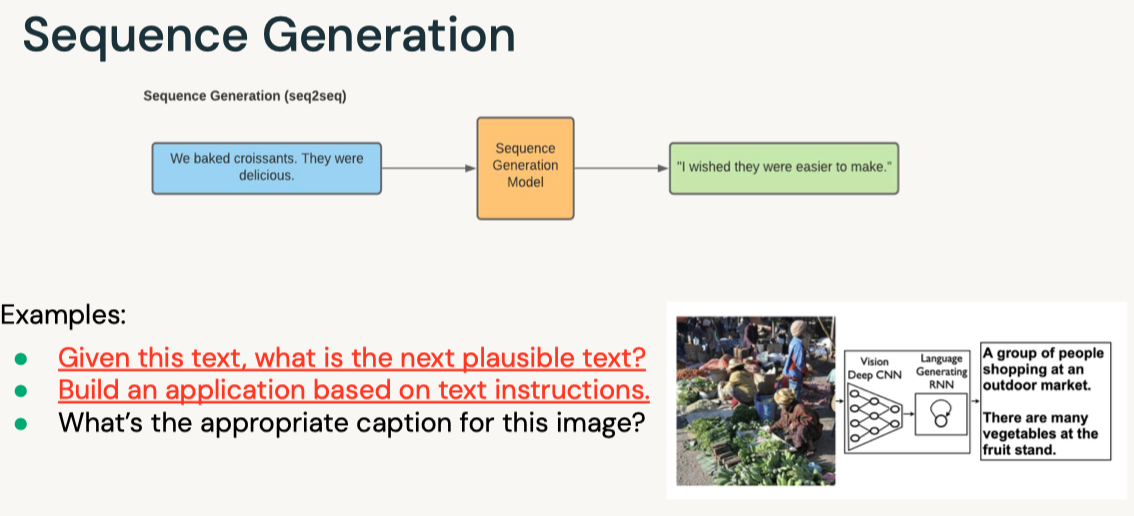 Sequence Generation
Sequence Generation (seq2seq)
We baked croissants. They were
delicious.
Sequence
Generation
Model
"I wished they were easier to make."
Examples:
Given this text, what is the next plausible text?
Build an application based on text instructions.
What's the appropriate caption for this image?
Vision
Deep CNN
Language
Generating
RNN
A group of people
shopping at an
outdoor market.
There are many
vegetables at the
fruit stand.